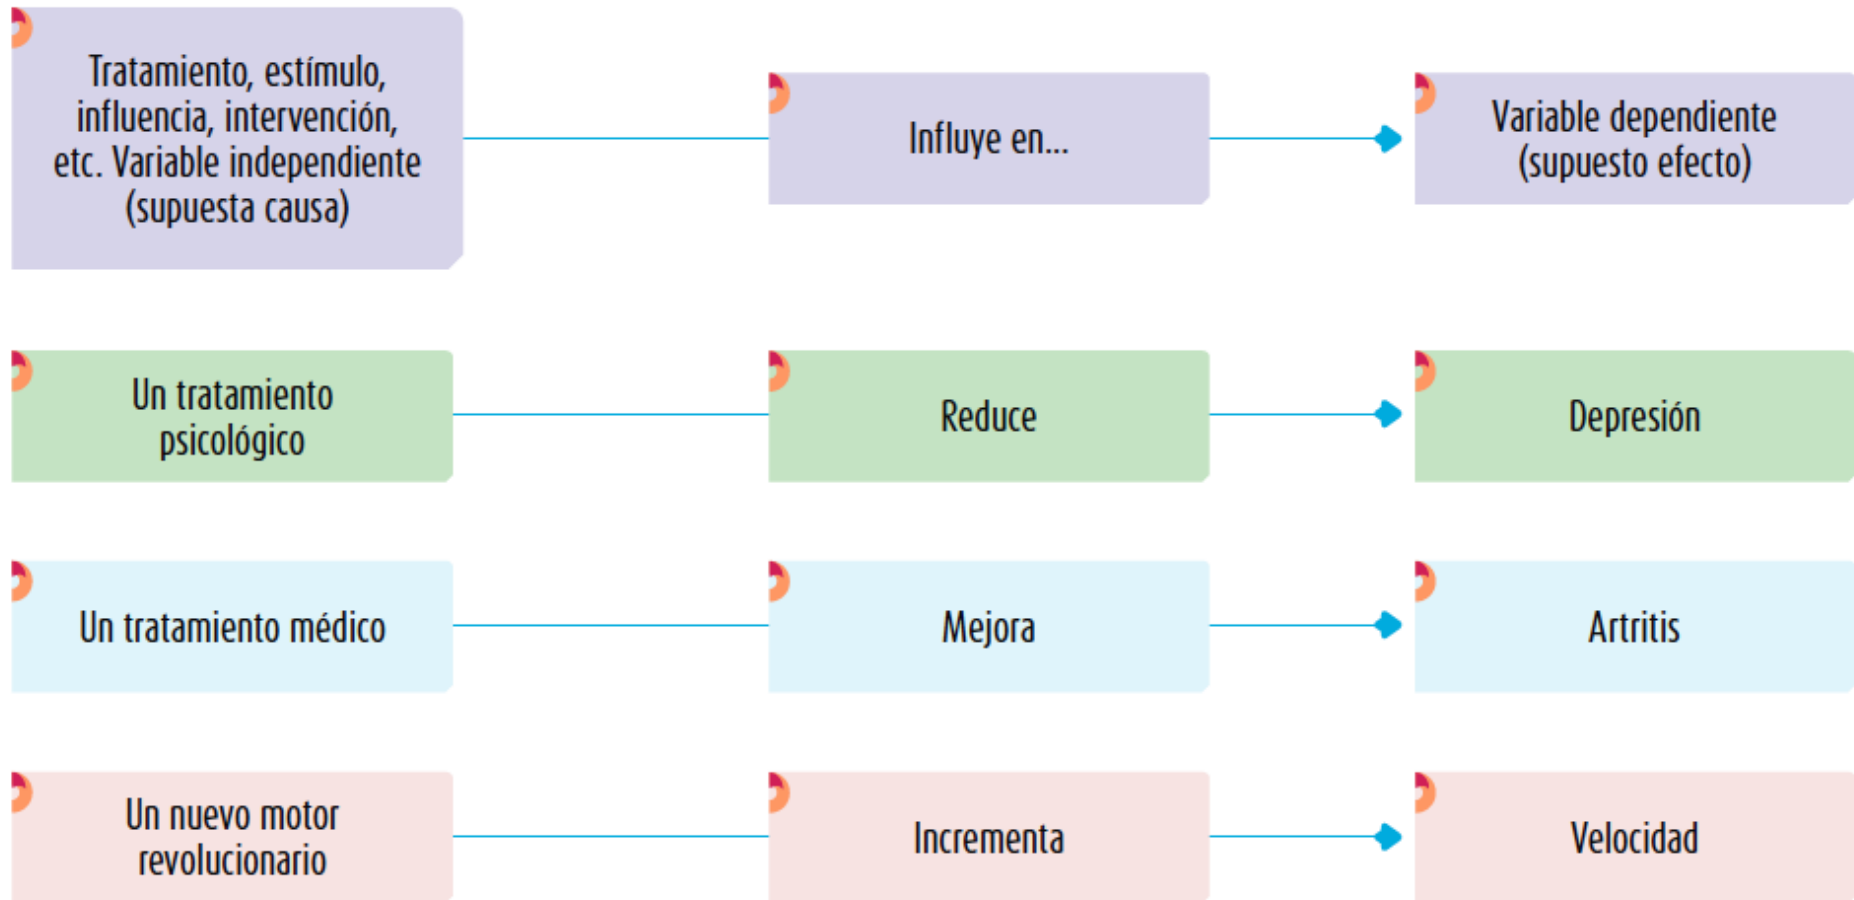 Tratamiento, estímulo,
influencia, intervención,
etc. Variable independiente
(supuesta causa)
Influye en...
Variable dependiente
(supuesto efecto)
Un tratamiento
psicológico
Reduce
Depresión
Un tratamiento médico
Mejora
Artritis
Un nuevo motor
revolucionario
Incrementa
Velocidad